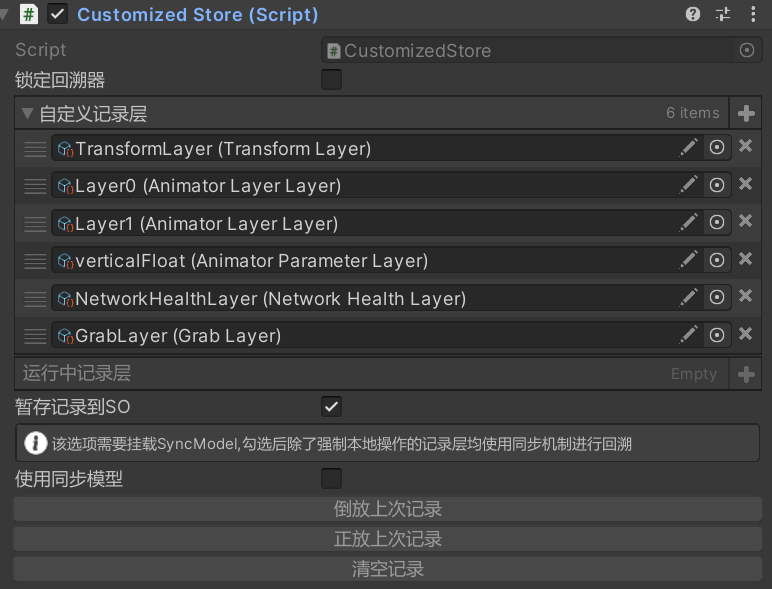 Customized Store (Script)
Script CustomizedStore
锁定回溯器
自定义记录层 6 items
TransformLayer (Transform Layer)
Layer0 (Animator Layer Layer)
Layer1 (Animator Layer Layer)
verticalFloat (Animator Parameter Layer)
NetworkHealthLayer (Network Health Layer)
GrabLayer (Grab Layer)
运行中记录层 Empty
暂存记录到SO
该选项需要挂载SyncModel,勾选后除了强制本地操作的记录层均使用同步机制进行回溯
使用同步模型
倒放上次记录
正放上次记录
清空记录